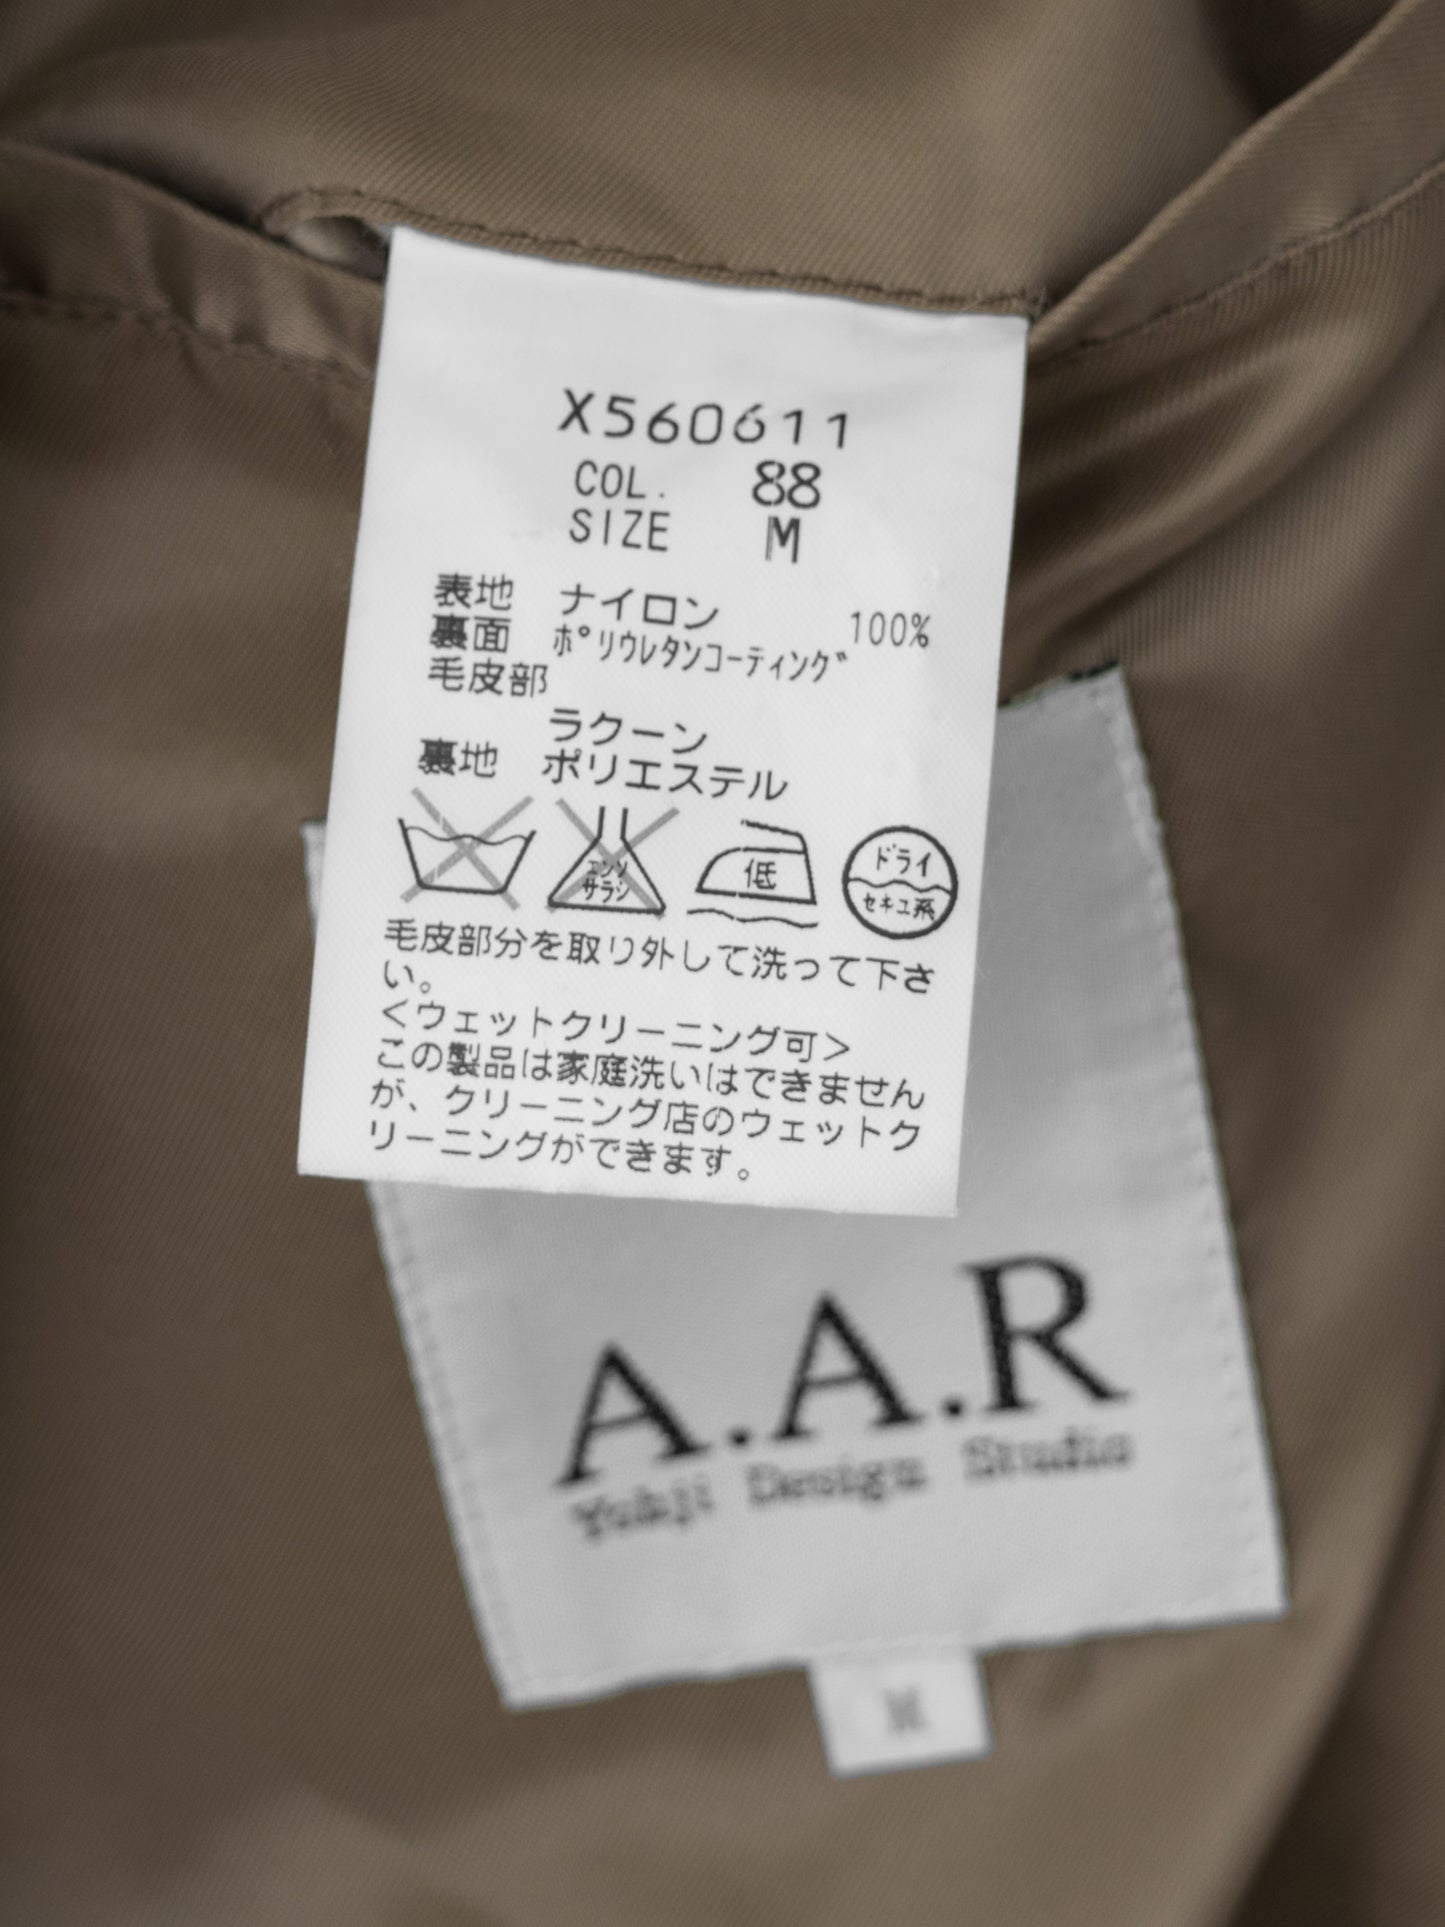 X560611
COL. 88
SIZE M
表地 ナイロン 100%
裏面 ﾎﾟﾘｳﾚﾀﾝｺｰﾃｨﾝｸﾞ
毛皮部
ラクーン
裏地 ポリエステル
エンソ
サラシ
低
ドライ
セキユ系
毛皮部分を取り外して洗って下さ
い。
＜ウェットクリーニング可＞
この製品は家庭洗いはできません
が、クリーニング店のウェットク
リーニングができます。
A.A.R
Yohji Design Studio
M